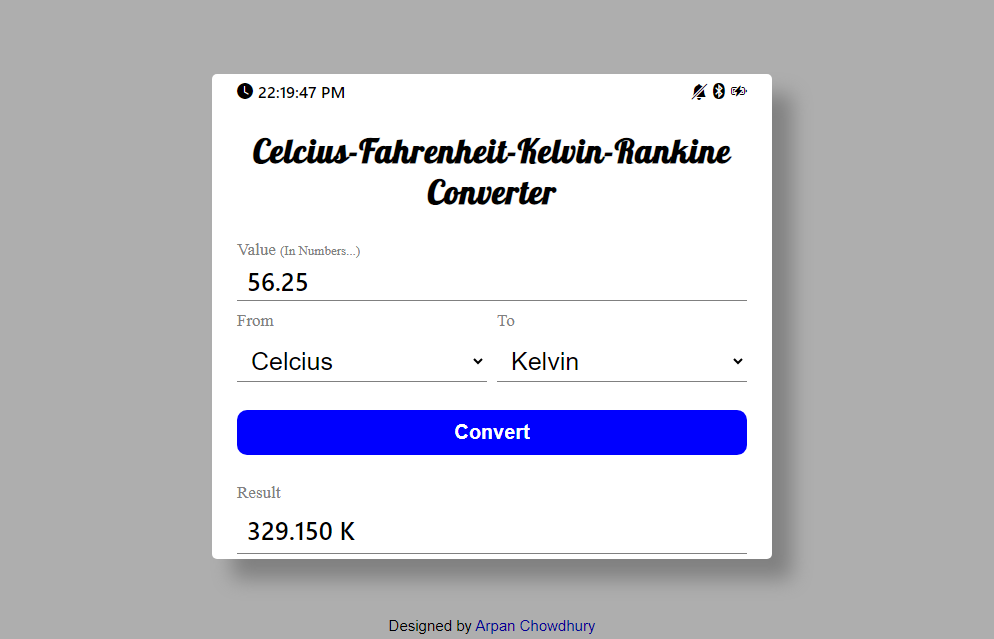 22:19:47 PM
Celcius-Fahrenheit-Kelvin-Rankine
Converter
Value (In Numbers...)
56.25
From To
Celcius Kelvin
Convert
Result
329.150 K
Designed by Arpan Chowdhury